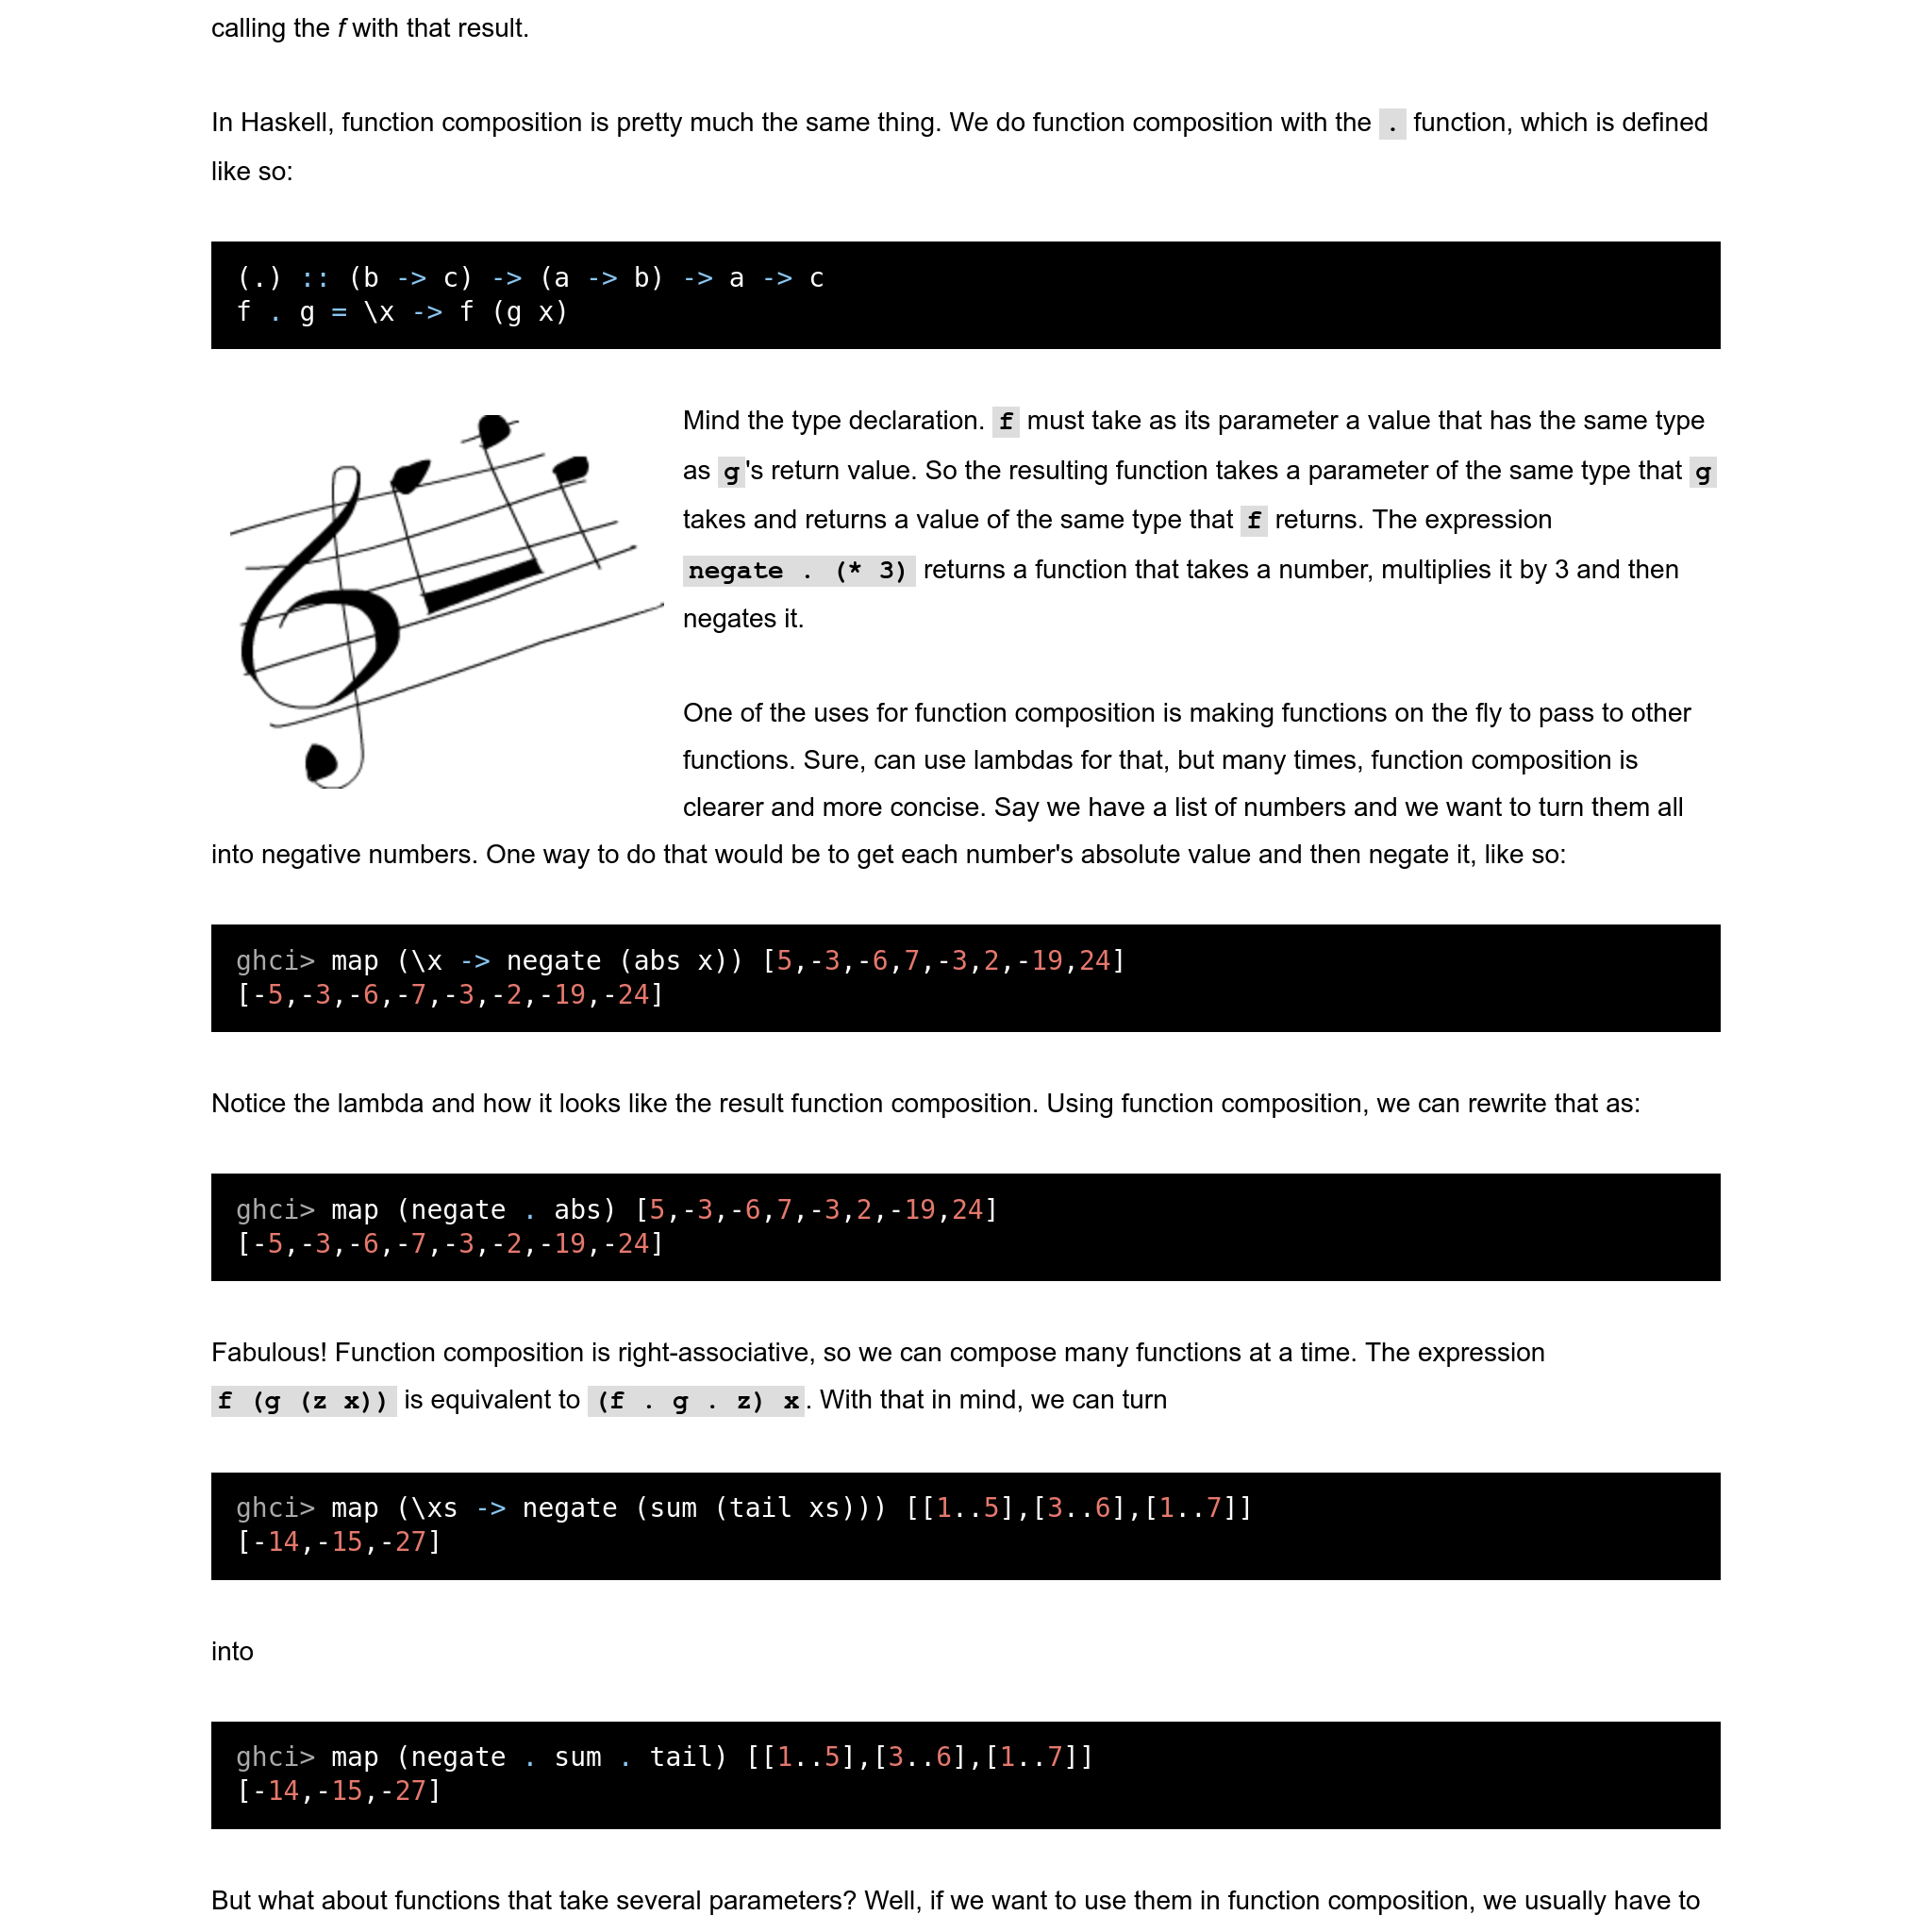 calling the f with that result.
In Haskell, function composition is pretty much the same thing. We do function composition with the . function, which is defined
like so:
(.) :: (b -> c) -> (a -> b) -> a -> c
f . g = \x -> f (g x)
Mind the type declaration. f must take as its parameter a value that has the same type
as g's return value. So the resulting function takes a parameter of the same type that g
takes and returns a value of the same type that f returns. The expression
negate . (* 3) returns a function that takes a number, multiplies it by 3 and then
negates it.
One of the uses for function composition is making functions on the fly to pass to other
functions. Sure, can use lambdas for that, but many times, function composition is
clearer and more concise. Say we have a list of numbers and we want to turn them all
into negative numbers. One way to do that would be to get each number's absolute value and then negate it, like so:
ghci> map (\x -> negate (abs x)) [5,-3,-6,7,-3,2,-19,24]
[-5,-3,-6,-7,-3,-2,-19,-24]
Notice the lambda and how it looks like the result function composition. Using function composition, we can rewrite that as:
ghci> map (negate . abs) [5,-3,-6,7,-3,2,-19,24]
[-5,-3,-6,-7,-3,-2,-19,-24]
Fabulous! Function composition is right-associative, so we can compose many functions at a time. The expression
f (g (z x)) is equivalent to (f . g . z) x. With that in mind, we can turn
ghci> map (\xs -> negate (sum (tail xs))) [[1..5],[3..6],[1..7]]
[-14,-15,-27]
into
ghci> map (negate . sum . tail) [[1..5],[3..6],[1..7]]
[-14,-15,-27]
But what about functions that take several parameters? Well, if we want to use them in function composition, we usually have to